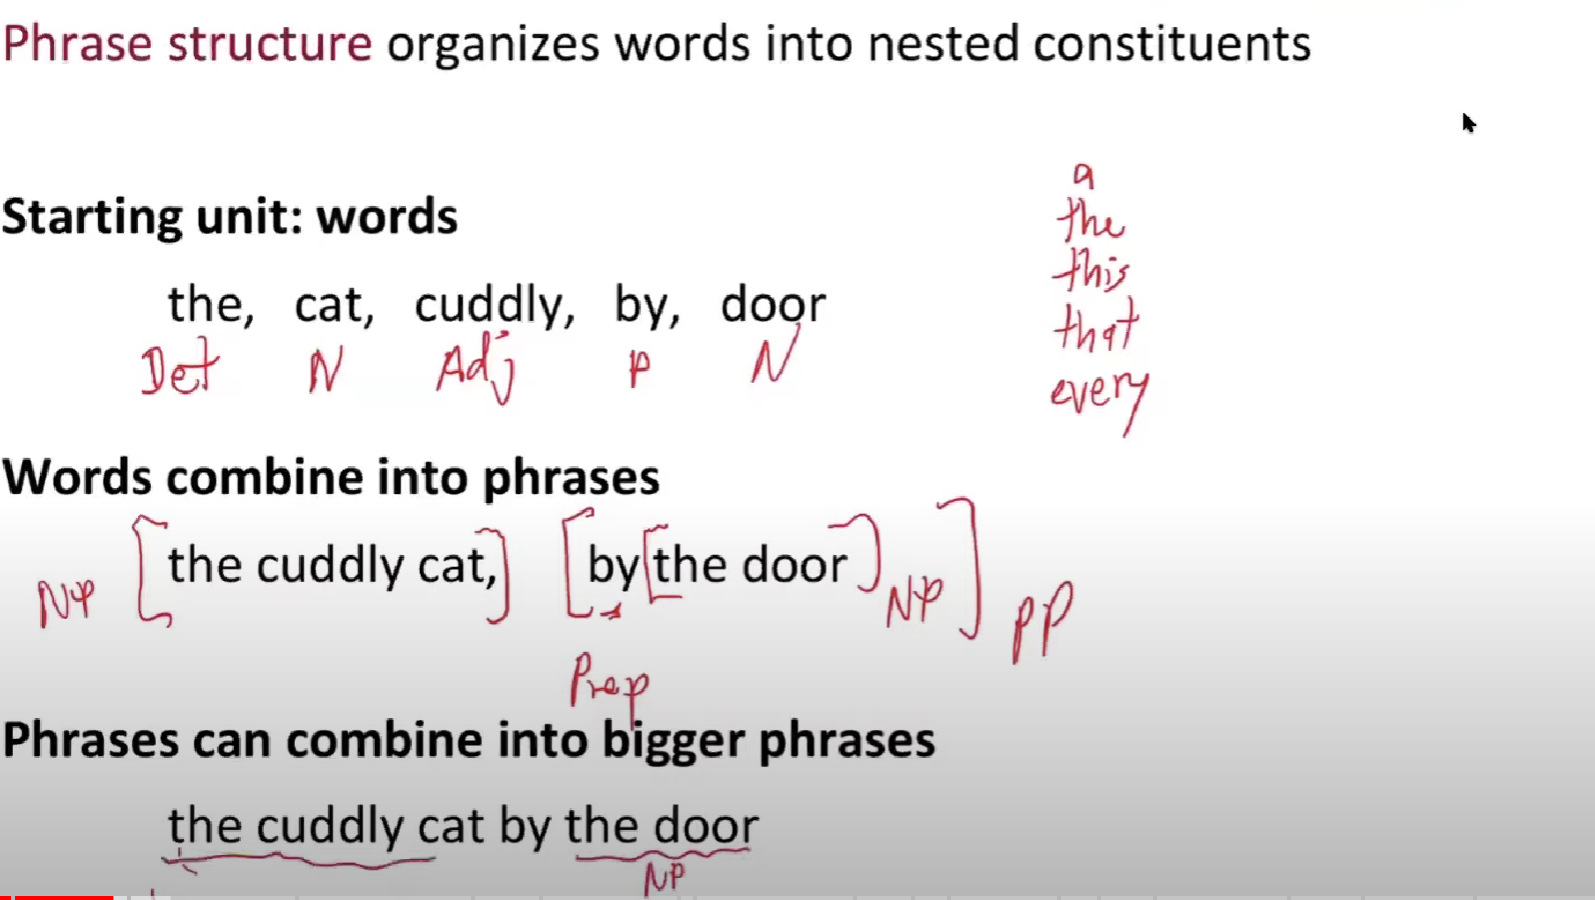 Phrase structure organizes words into nested constituents
a
Starting unit: words
the
this
the, cat, cuddly, by, door
that
Det N Adj P N
every
Words combine into phrases
NP [the cuddly cat,] [by [the door] NP] PP
Prep
Phrases can combine into bigger phrases
the cuddly cat by the door
NP